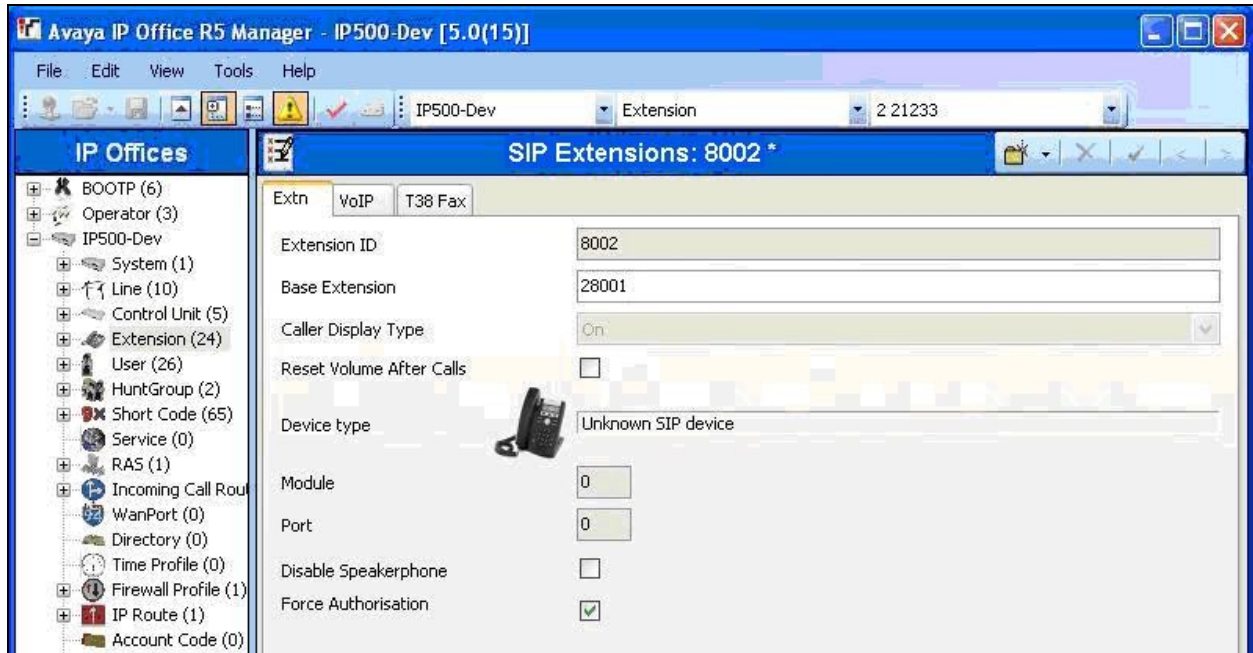 Avaya IP Office R5 Manager - IP500-Dev [5.0(15)]
File Edit View Tools Help
IP500-Dev Extension 2 21233
IP Offices
SIP Extensions: 8002 *
BOOTP (6)
Operator (3)
IP500-Dev
System (1)
Line (10)
Control Unit (5)
Extension (24)
User (26)
HuntGroup (2)
Short Code (65)
Service (0)
RAS (1)
Incoming Call Rout
WanPort (0)
Directory (0)
Time Profile (0)
Firewall Profile (1)
IP Route (1)
Account Code (0)
Extn VoIP T38 Fax
Extension ID 8002
Base Extension 28001
Caller Display Type On
Reset Volume After Calls
Device type Unknown SIP device
Module 0
Port 0
Disable Speakerphone
Force Authorisation